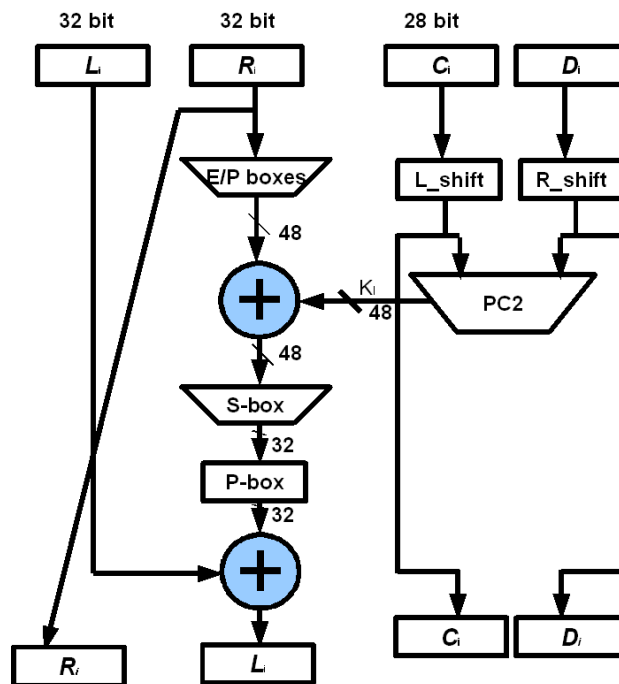 32 bit 32 bit 28 bit
Li Ri Ci Di
E/P boxes L_shift R_shift
48
Ki
48 PC2
48
S-box
32
P-box
32
Ri Li Ci Di